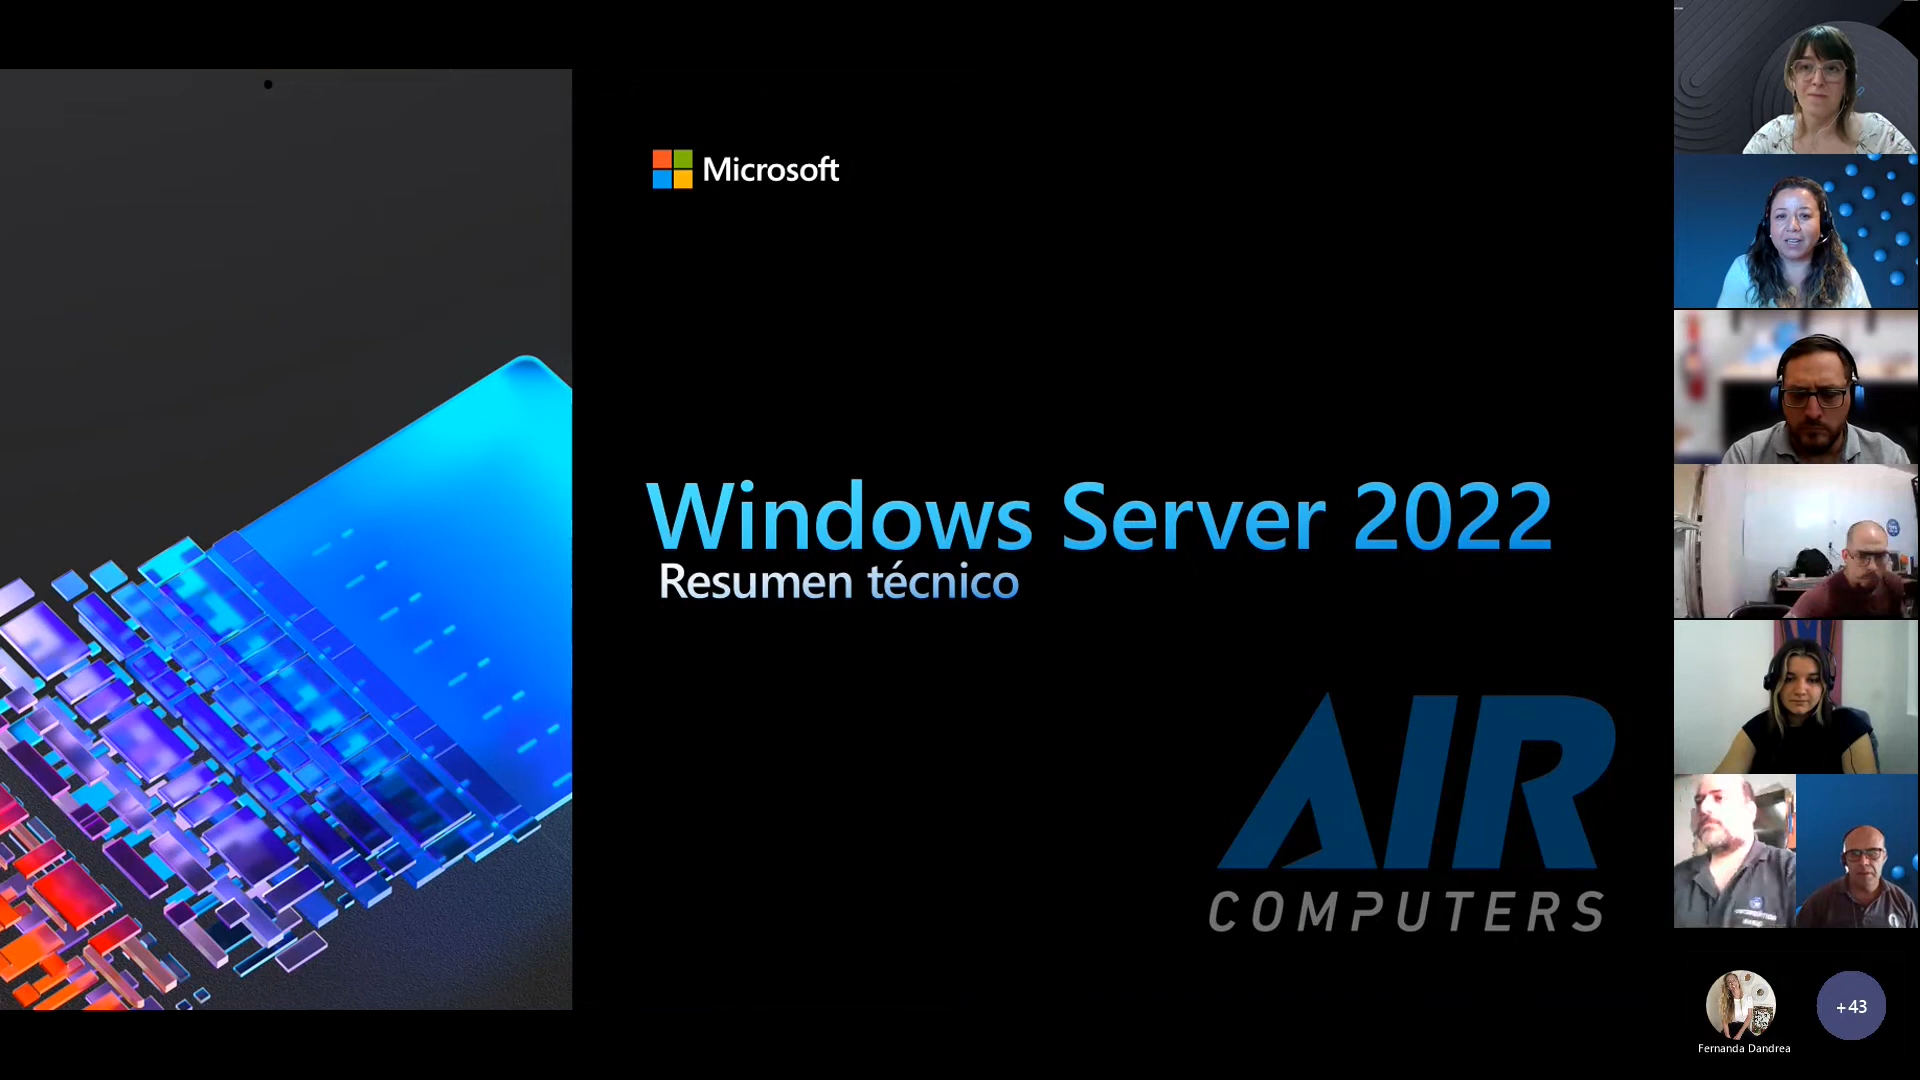 Microsoft
Windows Server 2022
Resumen técnico
AIR
COMPUTERS
Fernanda Dandrea
+43